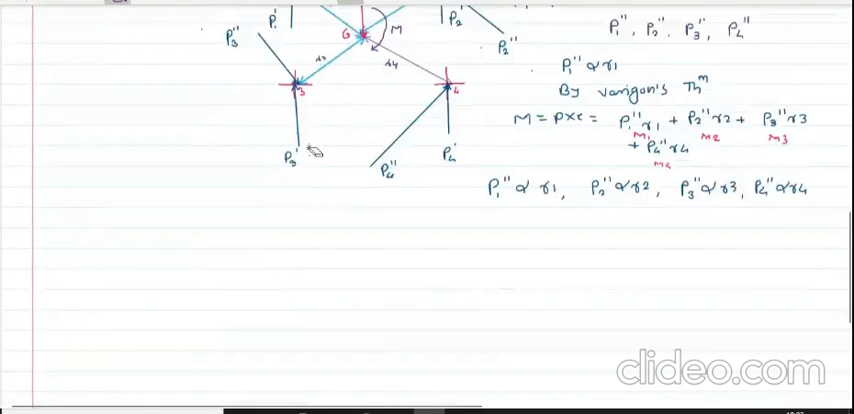 P1' P2'
G M
P3'' P2''
r3 r4
3 4
P3' P4'' P4'
P1'', P2'', P3'', P4''
P1'' α r1
By varigon's Thm
M = P×e = P1''r1 + P2''r2 + P3''r3
M1 M2 M3
+ P4''r4
M4
P1'' α r1, P2'' α r2, P3'' α r3, P4'' α r4
clideo.com